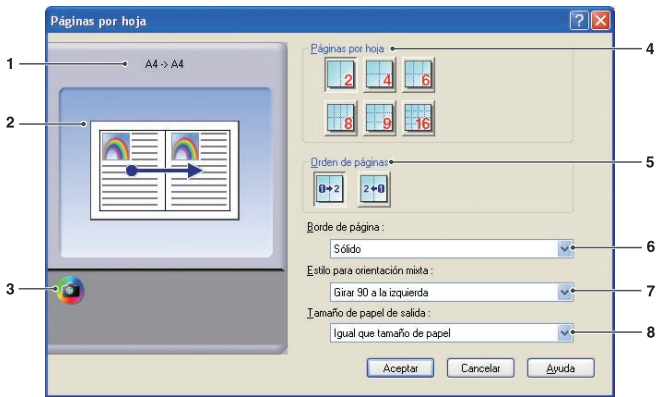 Páginas por hoja
1
A4 -> A4
2
3
Páginas por hoja
4
2 4 6
8 9 16
Orden de páginas
5
1 2 2 1
Borde de página :
Sólido
6
Estilo para orientación mixta :
Girar 90 a la izquierda
7
Tamaño de papel de salida :
Igual que tamaño de papel
8
Aceptar Cancelar Ayuda